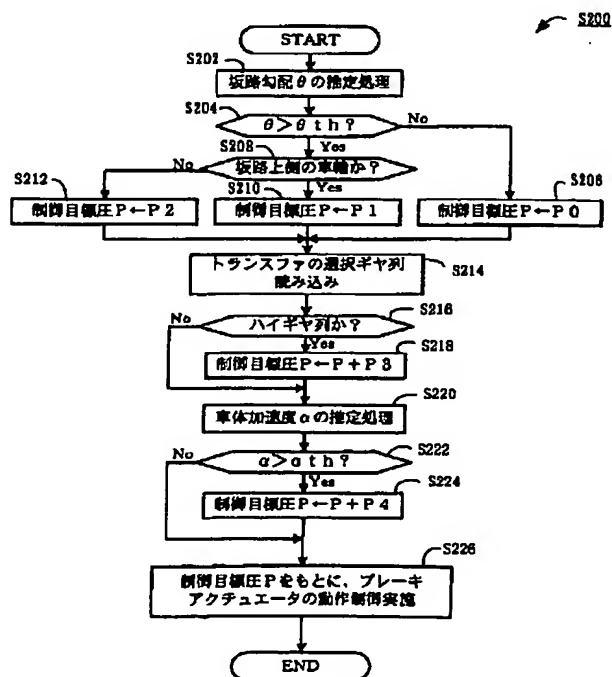 S200
START
S202
坂路勾配θの推定処理
S204
θ>θth?
No
Yes
S208
坂路上側の車輪か?
No
Yes
S212
S210
S206
制御目標圧P←P2
制御目標圧P←P1
制御目標圧P←P0
トランスファの選択ギヤ列
読み込み
S214
S216
ハイギヤ列か?
No
Yes
S218
制御目標圧P←P+P3
S220
車体加速度αの推定処理
S222
α>αth?
No
Yes
S224
制御目標圧P←P+P4
S226
制御目標圧Pをもとに、ブレーキ
アクチュエータの動作制御実施
END